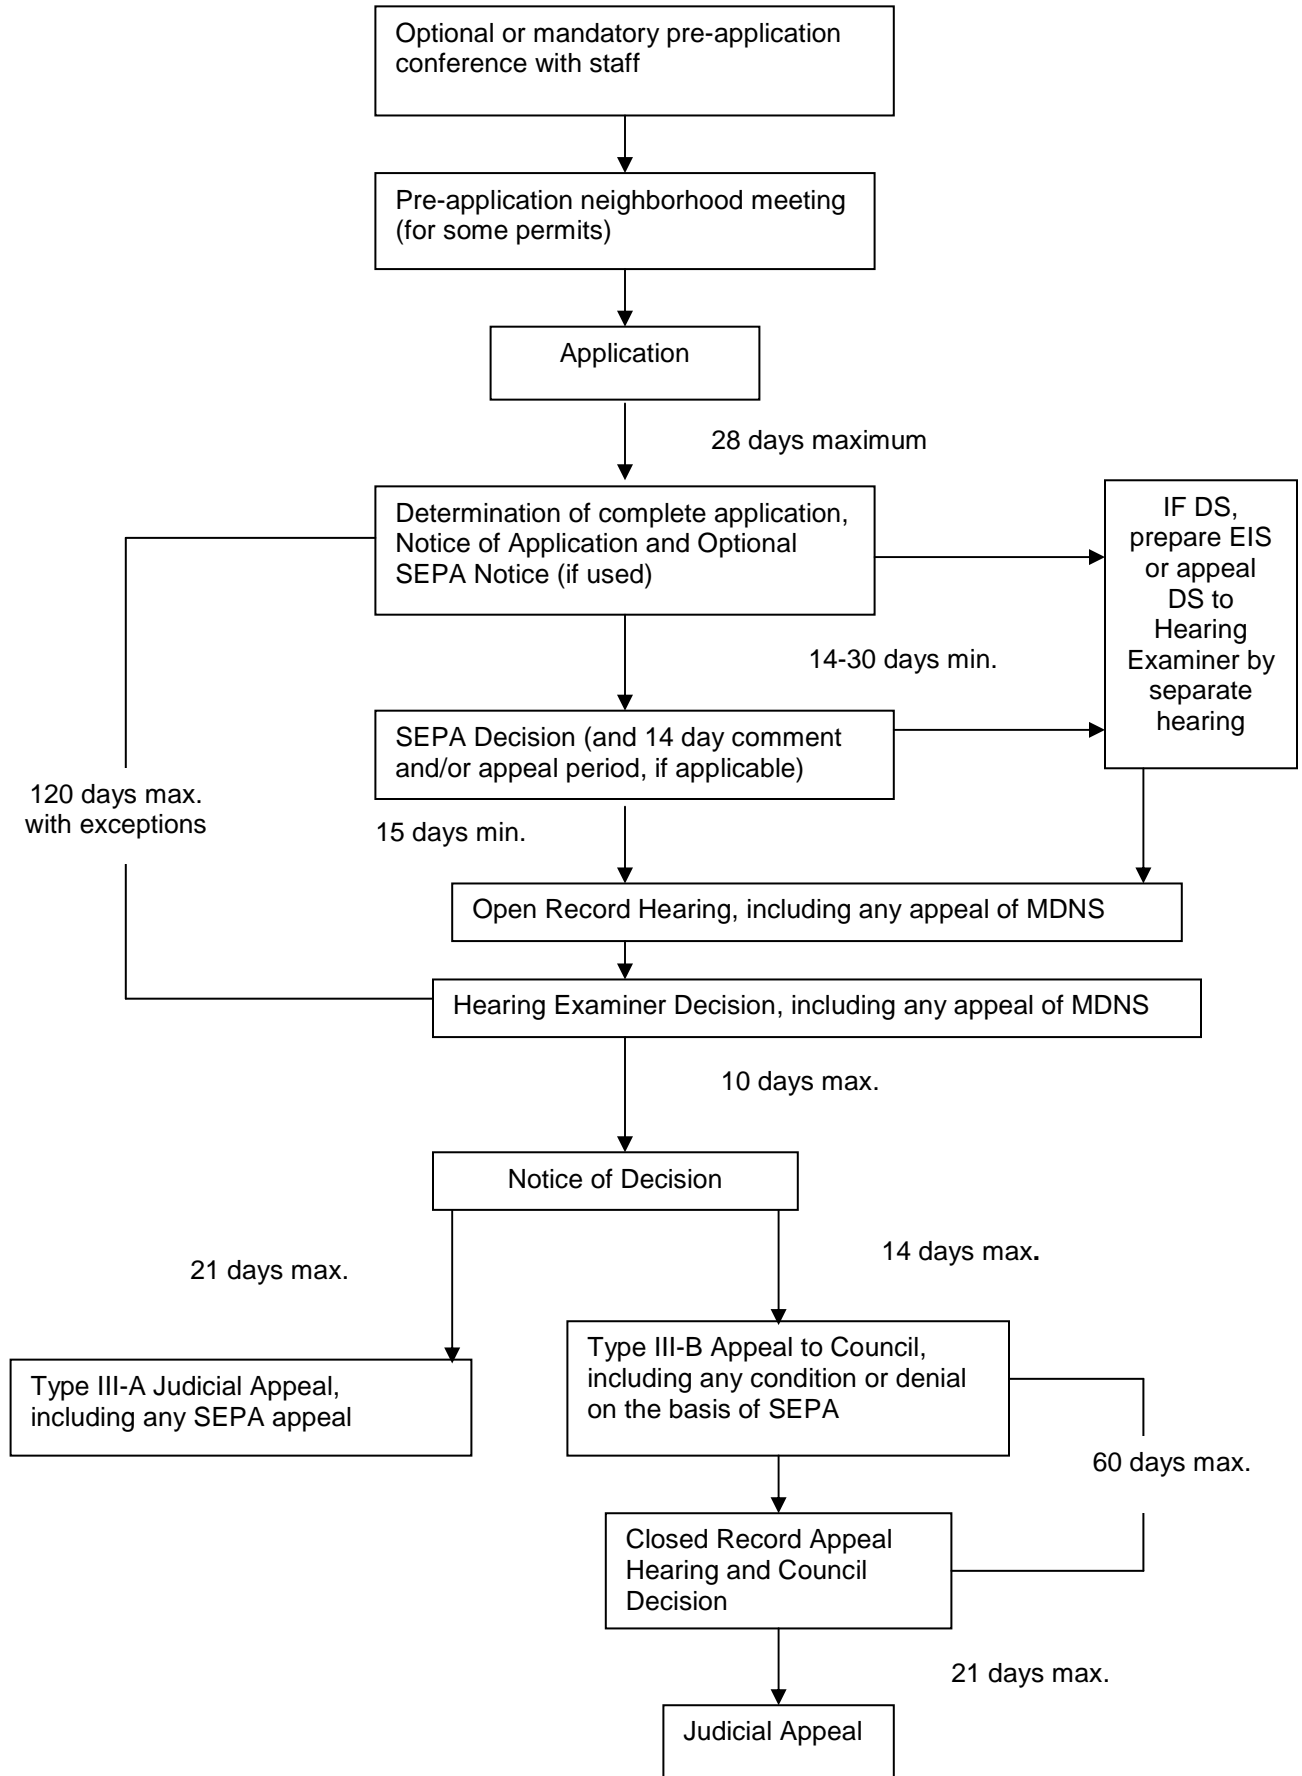 Optional or mandatory pre-application
conference with staff
Pre-application neighborhood meeting
(for some permits)
Application
28 days maximum
Determination of complete application,
Notice of Application and Optional
SEPA Notice (if used)
IF DS,
prepare EIS
or appeal
DS to
Hearing
Examiner by
separate
hearing
14-30 days min.
SEPA Decision (and 14 day comment
and/or appeal period, if applicable)
120 days max.
with exceptions
15 days min.
Open Record Hearing, including any appeal of MDNS
Hearing Examiner Decision, including any appeal of MDNS
10 days max.
Notice of Decision
21 days max.
14 days max.
Type III-A Judicial Appeal,
including any SEPA appeal
Type III-B Appeal to Council,
including any condition or denial
on the basis of SEPA
60 days max.
Closed Record Appeal
Hearing and Council
Decision
21 days max.
Judicial Appeal